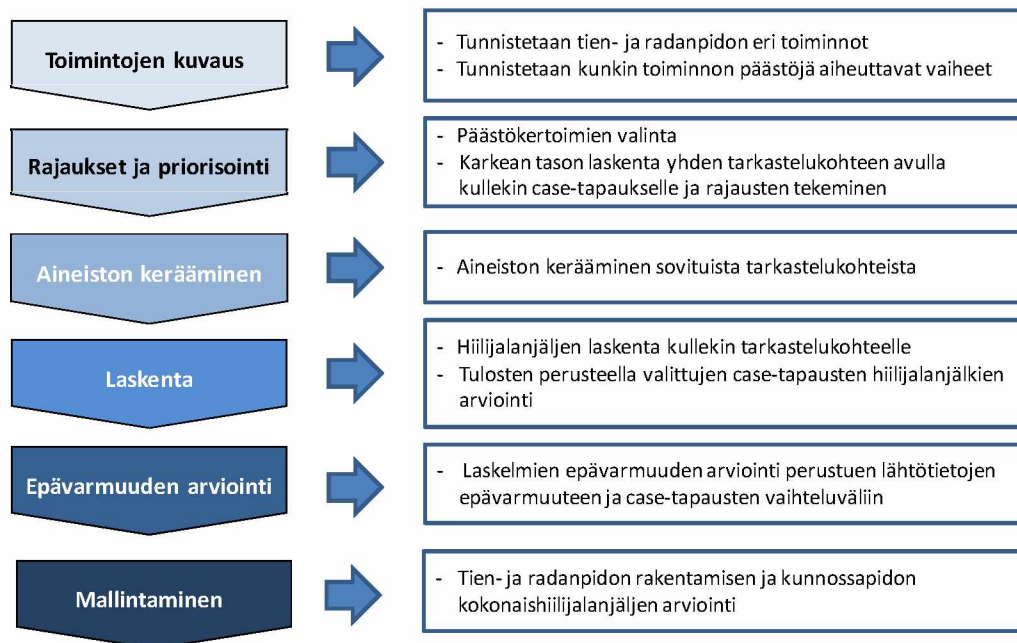 Toimintojen kuvaus
- Tunnistetaan tien- ja radanpidon eri toiminnot
- Tunnistetaan kunkin toiminnon päästöjä aiheuttavat vaiheet
Rajaukset ja priorisointi
- Päästökertoimien valinta
- Karkean tason laskenta yhden tarkastelukohteen avulla
kullekin case-tapaukselle ja rajausten tekeminen
Aineiston kerääminen
- Aineiston kerääminen sovituista tarkastelukohteista
Laskenta
- Hiilijalanjäljen laskenta kullekin tarkastelukohteelle
- Tulosten perusteella valittujen case-tapausten hiilijalanjälkien
arviointi
Epävarmuuden arviointi
- Laskelmien epävarmuuden arviointi perustuen lähtötietojen
epävarmuuteen ja case-tapausten vaihteluväliin
Mallintaminen
- Tien- ja radanpidon rakentamisen ja kunnossapidon
kokonaishiilijalanjäljen arviointi